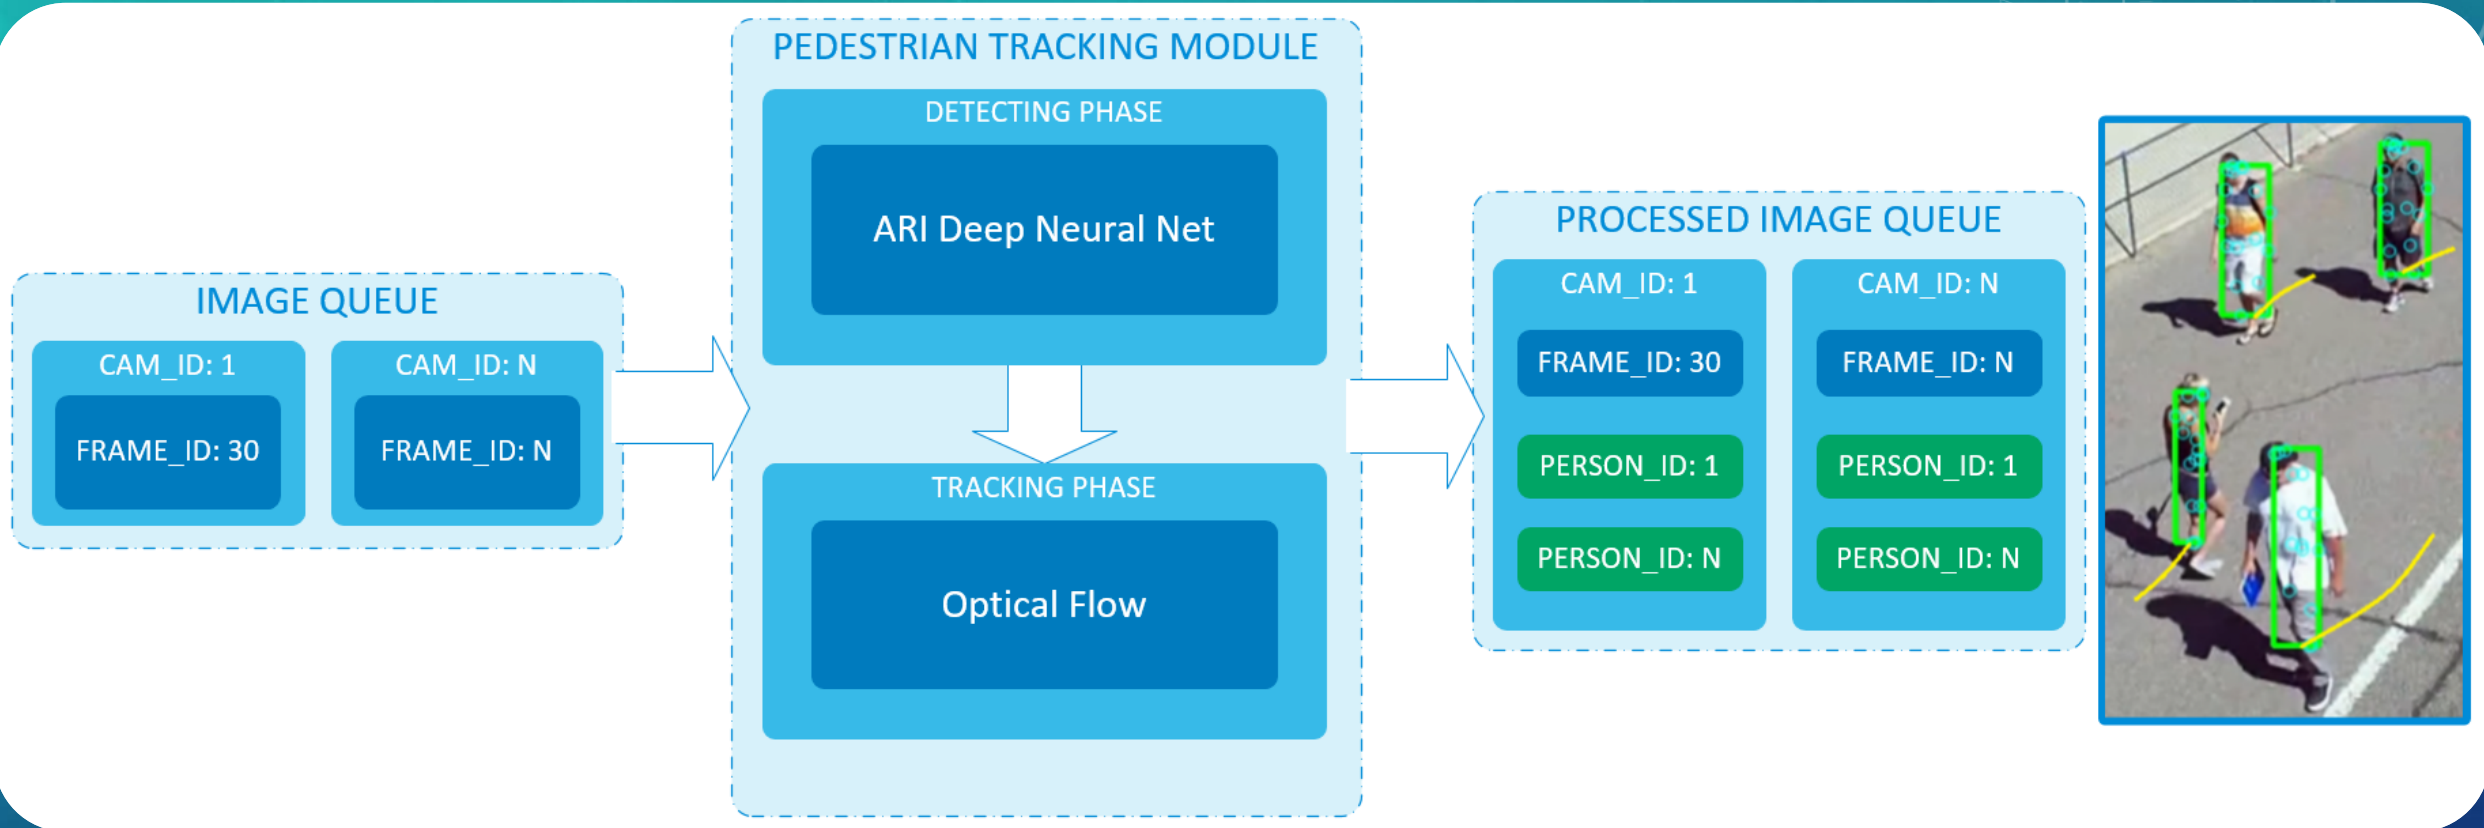 IMAGE QUEUE
CAM_ID: 1
FRAME_ID: 30
CAM_ID: N
FRAME_ID: N
PEDESTRIAN TRACKING MODULE
DETECTING PHASE
ARI Deep Neural Net
TRACKING PHASE
Optical Flow
PROCESSED IMAGE QUEUE
CAM_ID: 1
FRAME_ID: 30
PERSON_ID: 1
PERSON_ID: N
CAM_ID: N
FRAME_ID: N
PERSON_ID: 1
PERSON_ID: N